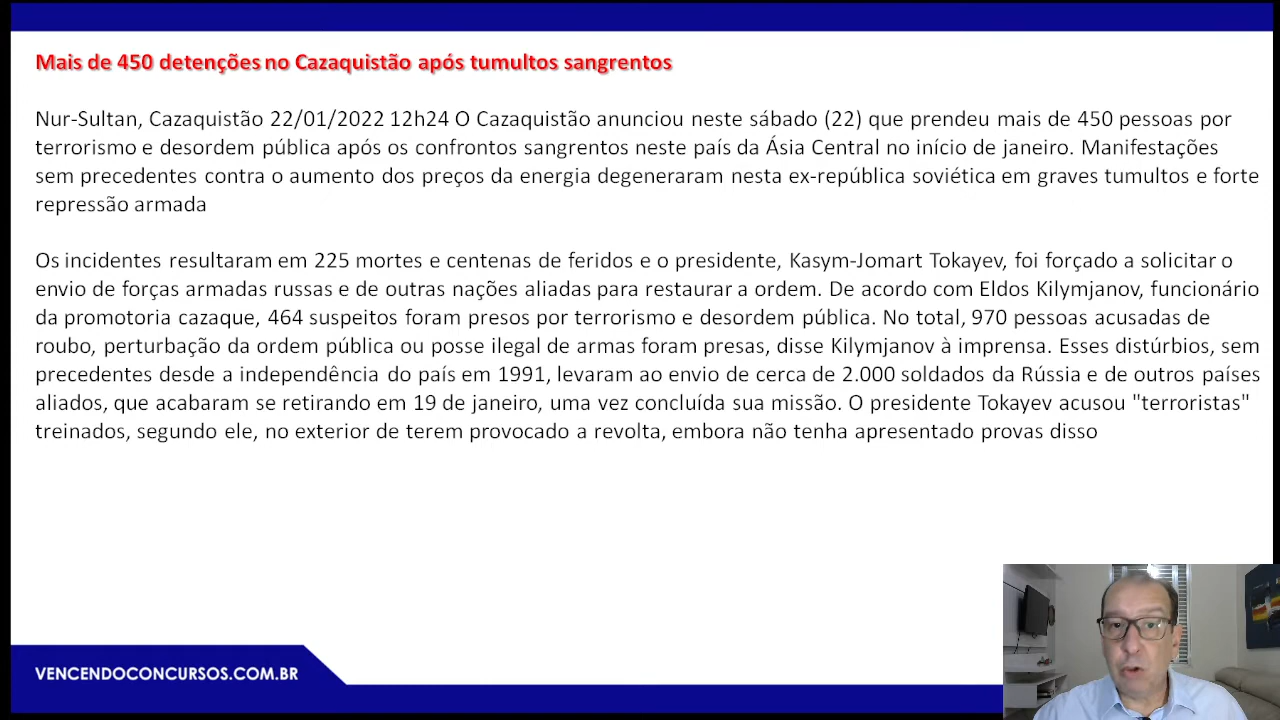 Mais de 450 detenções no Cazaquistão após tumultos sangrentos
Nur-Sultan, Cazaquistão 22/01/2022 12h24 O Cazaquistão anunciou neste sábado (22) que prendeu mais de 450 pessoas por
terrorismo e desordem pública após os confrontos sangrentos neste país da Ásia Central no início de janeiro. Manifestações
sem precedentes contra o aumento dos preços da energia degeneraram nesta ex-república soviética em graves tumultos e forte
repressão armada
Os incidentes resultaram em 225 mortes e centenas de feridos e o presidente, Kasym-Jomart Tokayev, foi forçado a solicitar o
envio de forças armadas russas e de outras nações aliadas para restaurar a ordem. De acordo com Eldos Kilymjanov, funcionário
da promotoria cazaque, 464 suspeitos foram presos por terrorismo e desordem pública. No total, 970 pessoas acusadas de
roubo, perturbação da ordem pública ou posse ilegal de armas foram presas, disse Kilymjanov à imprensa. Esses distúrbios, sem
precedentes desde a independência do país em 1991, levaram ao envio de cerca de 2.000 soldados da Rússia e de outros países
aliados, que acabaram se retirando em 19 de janeiro, uma vez concluída sua missão. O presidente Tokayev acusou "terroristas"
treinados, segundo ele, no exterior de terem provocado a revolta, embora não tenha apresentado provas disso
VENCENDOCONCURSOS.COM.BR